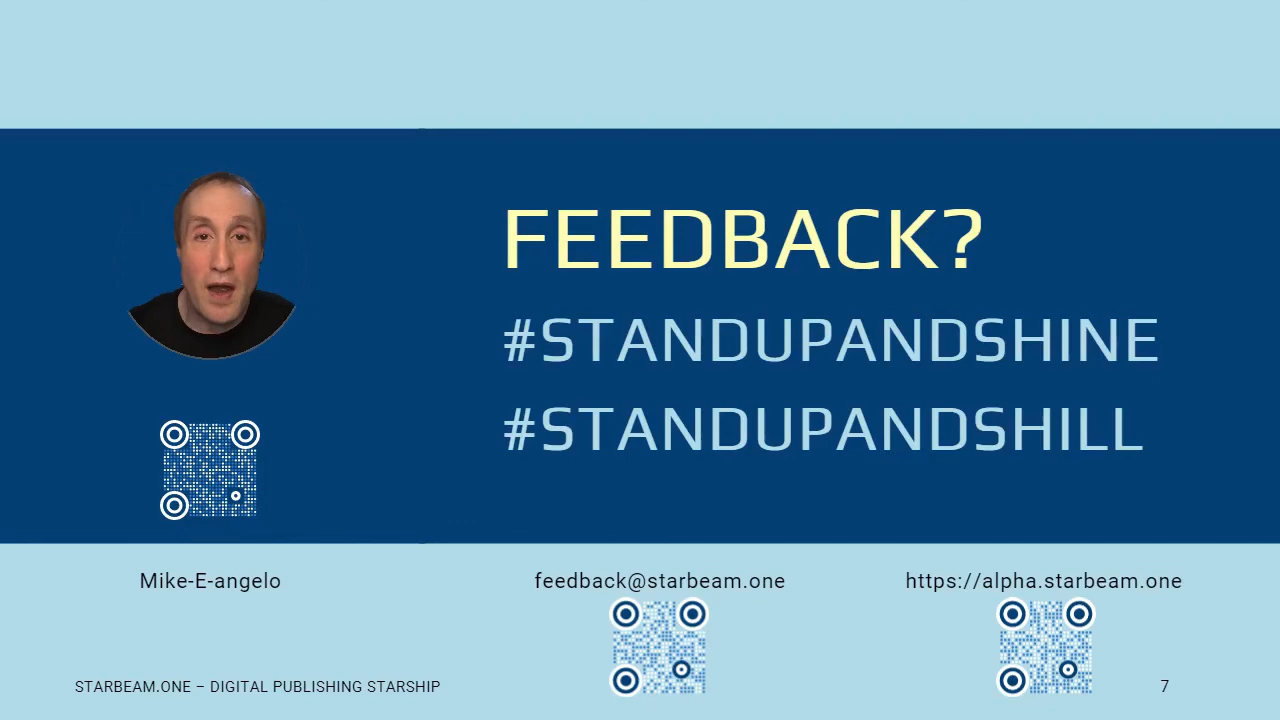 FEEDBACK?
#STANDUPANDSHINE
#STANDUPANDSHILL
Mike-E-angelo
feedback@starbeam.one
https://alpha.starbeam.one
STARBEAM.ONE – DIGITAL PUBLISHING STARSHIP
7